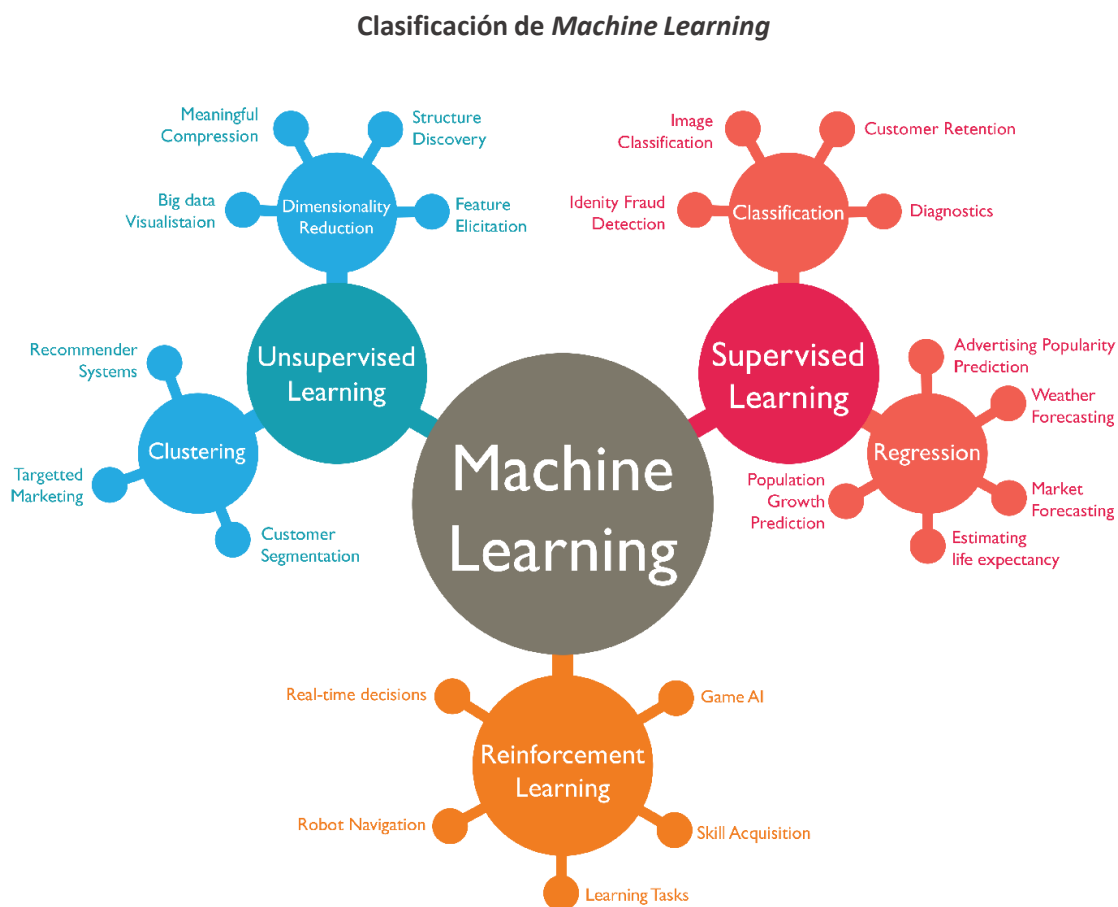 Clasificación de Machine Learning
Meaningful
Compression
Structure
Discovery
Big data
Visualistaion
Dimensionality
Reduction
Feature
Elicitation
Recommender
Systems
Unsupervised
Learning
Clustering
Targetted
Marketing
Customer
Segmentation
Machine
Learning
Image
Classification
Customer Retention
Idenity Fraud
Detection
Classification
Diagnostics
Supervised
Learning
Advertising Popularity
Prediction
Weather
Forecasting
Regression
Population
Growth
Prediction
Market
Forecasting
Estimating
life expectancy
Real-time decisions
Game AI
Reinforcement
Learning
Robot Navigation
Skill Acquisition
Learning Tasks